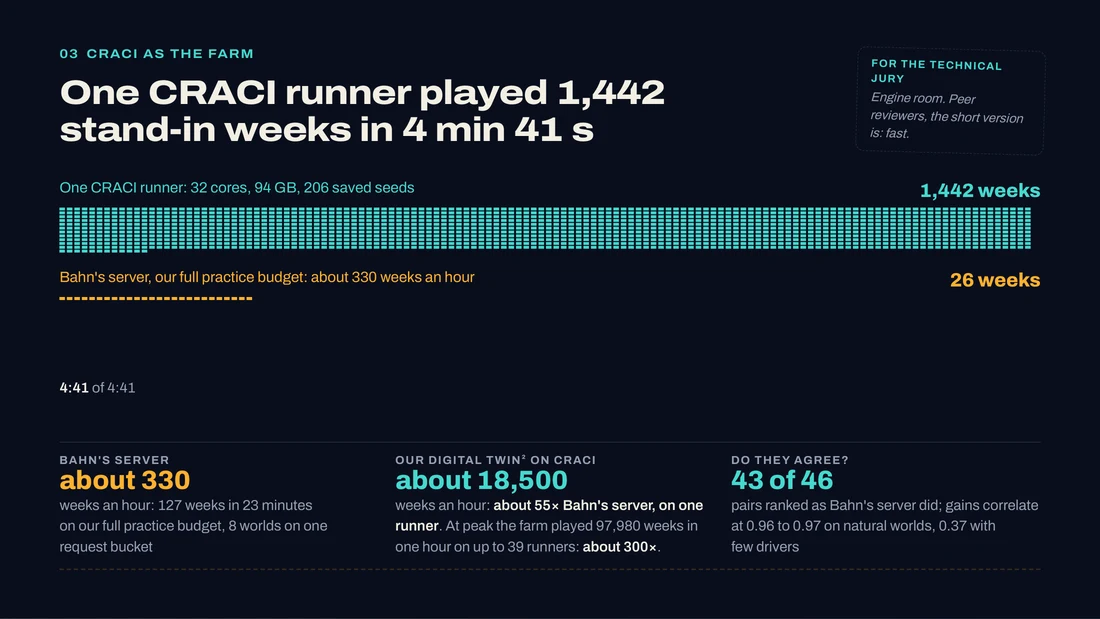 03 CRACI AS THE FARM
One CRACI runner played 1,442
stand-in weeks in 4 min 41 s
FOR THE TECHNICAL
JURY
Engine room. Peer
reviewers, the short version
is: fast.
One CRACI runner: 32 cores, 94 GB, 206 saved seeds
1,442 weeks
Bahn's server, our full practice budget: about 330 weeks an hour
26 weeks
4:41 of 4:41
BAHN'S SERVER
about 330
weeks an hour: 127 weeks in 23 minutes
on our full practice budget, 8 worlds on one
request bucket
OUR DIGITAL TWIN² ON CRACI
about 18,500
weeks an hour: about 55× Bahn's server, on one
runner. At peak the farm played 97,980 weeks in
one hour on up to 39 runners: about 300×.
DO THEY AGREE?
43 of 46
pairs ranked as Bahn's server did; gains correlate
at 0.96 to 0.97 on natural worlds, 0.37 with
few drivers